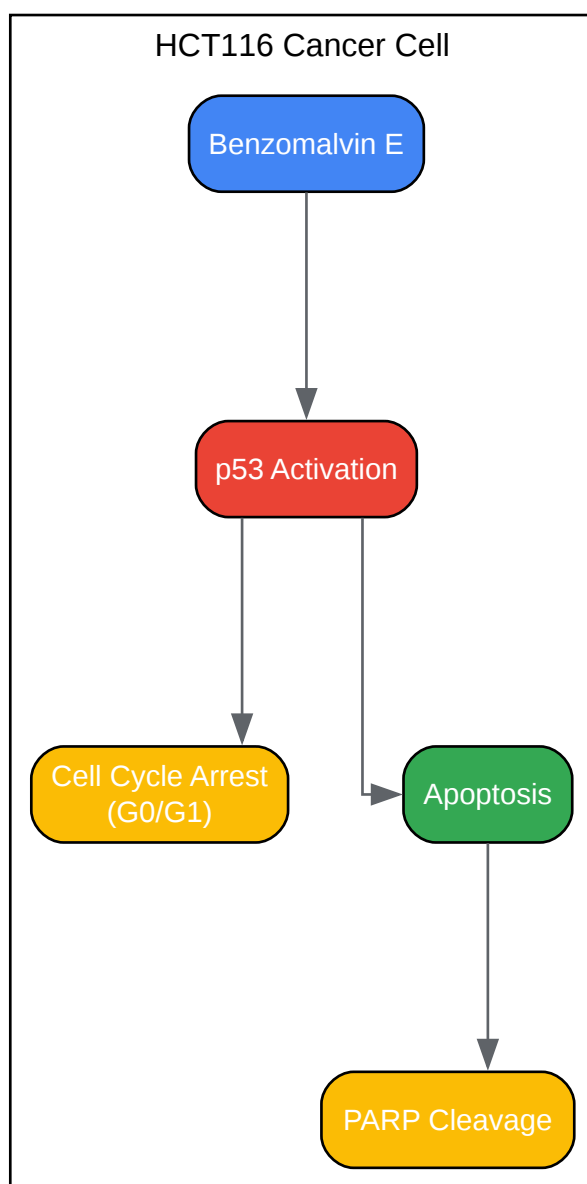 HCT116 Cancer Cell
Benzomalvin E
p53 Activation
Cell Cycle Arrest
(G0/G1)
Apoptosis
PARP Cleavage